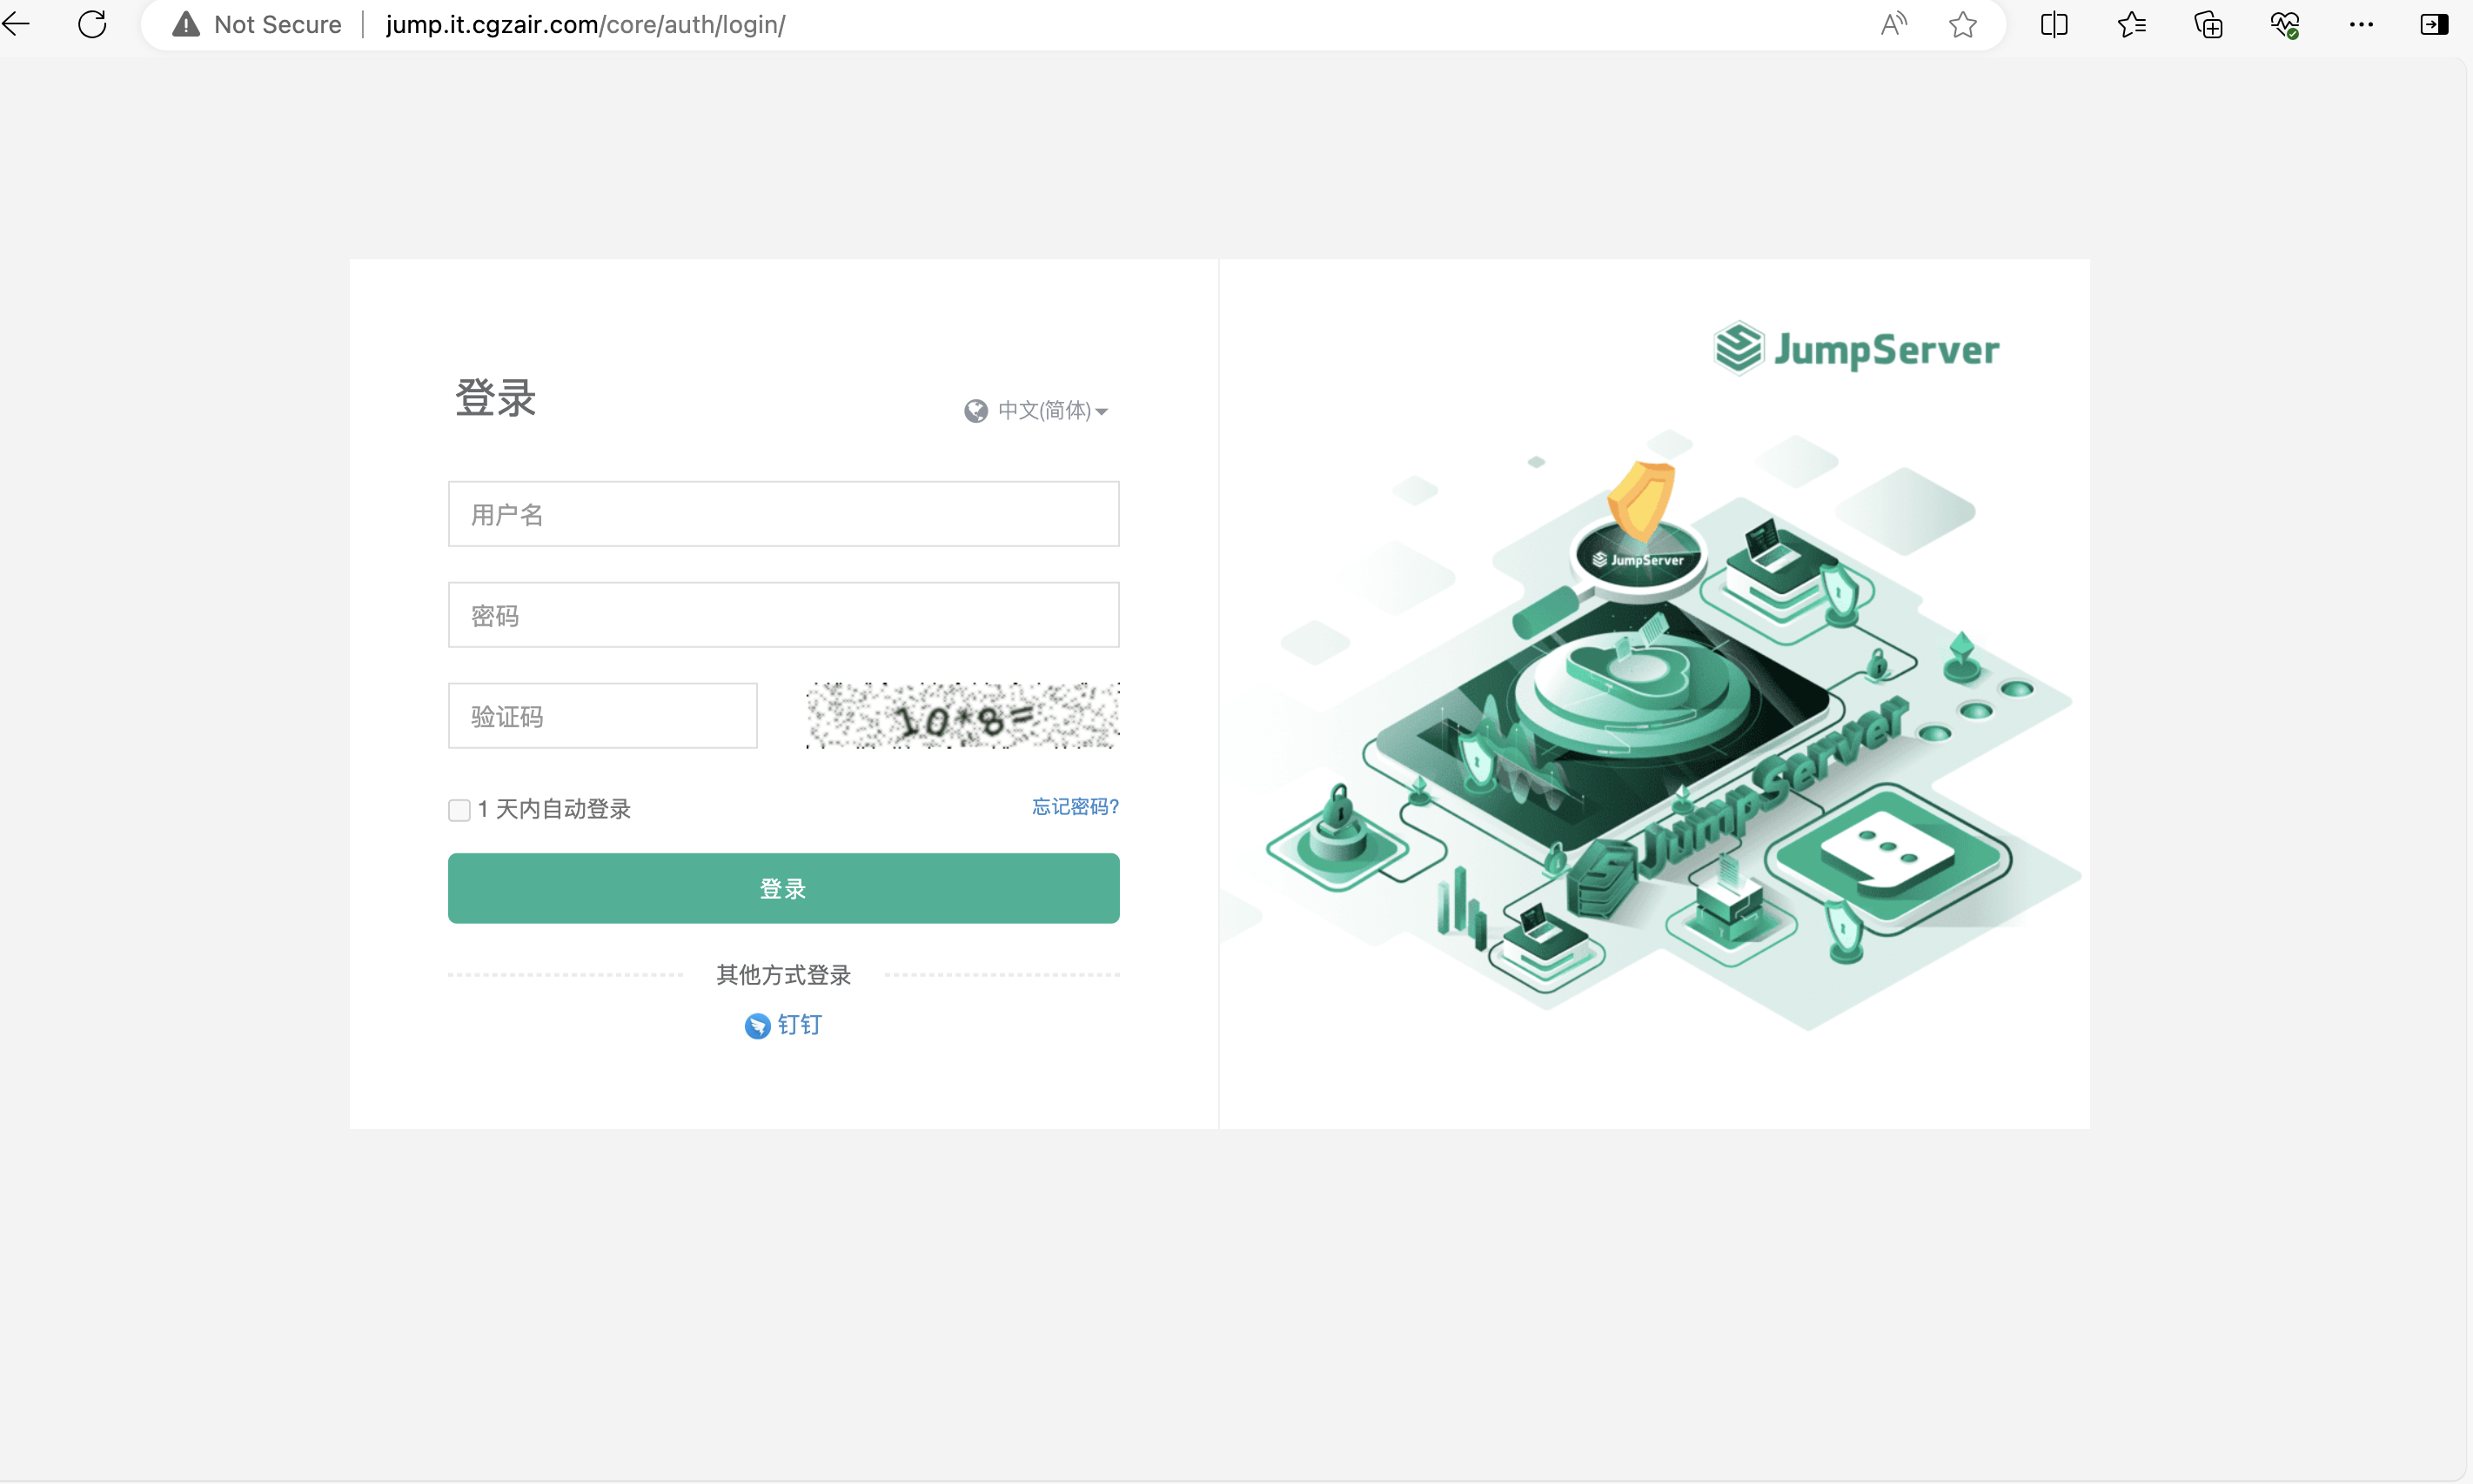 Not Secure jump.it.cgzair.com/core/auth/login/
JumpServer
登录
中文(简体)
用户名
密码
验证码
10*8=
1 天内自动登录
忘记密码?
登录
其他方式登录
钉钉
JumpServer
JumpServer